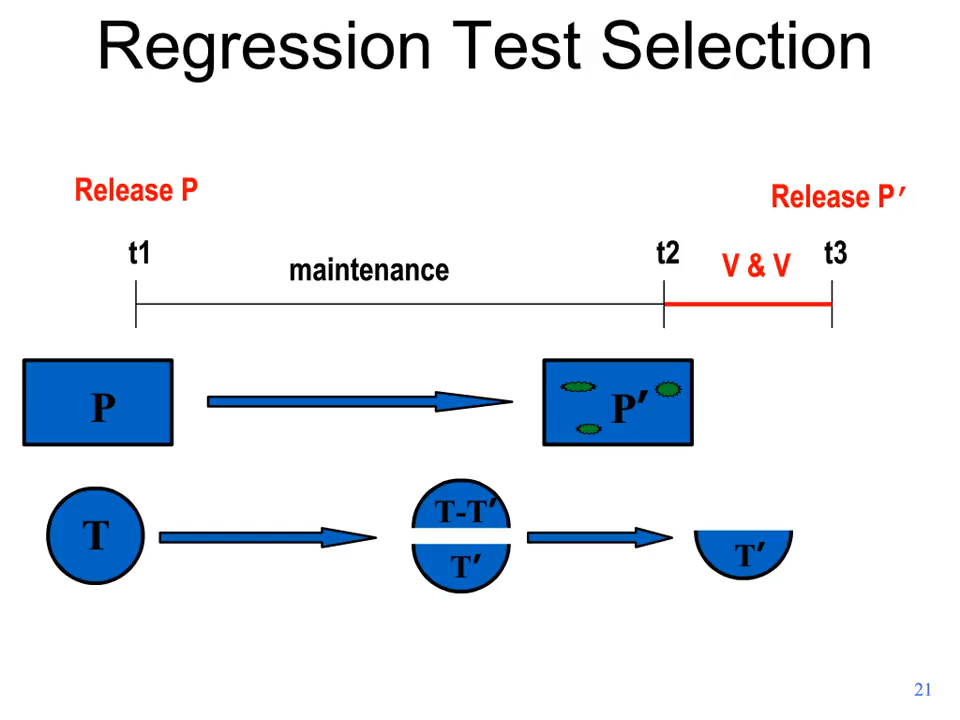 Regression Test Selection
Release P
Release P′
t1
maintenance
t2
V & V
t3
P
P′
T
T-T′
T′
T′
21